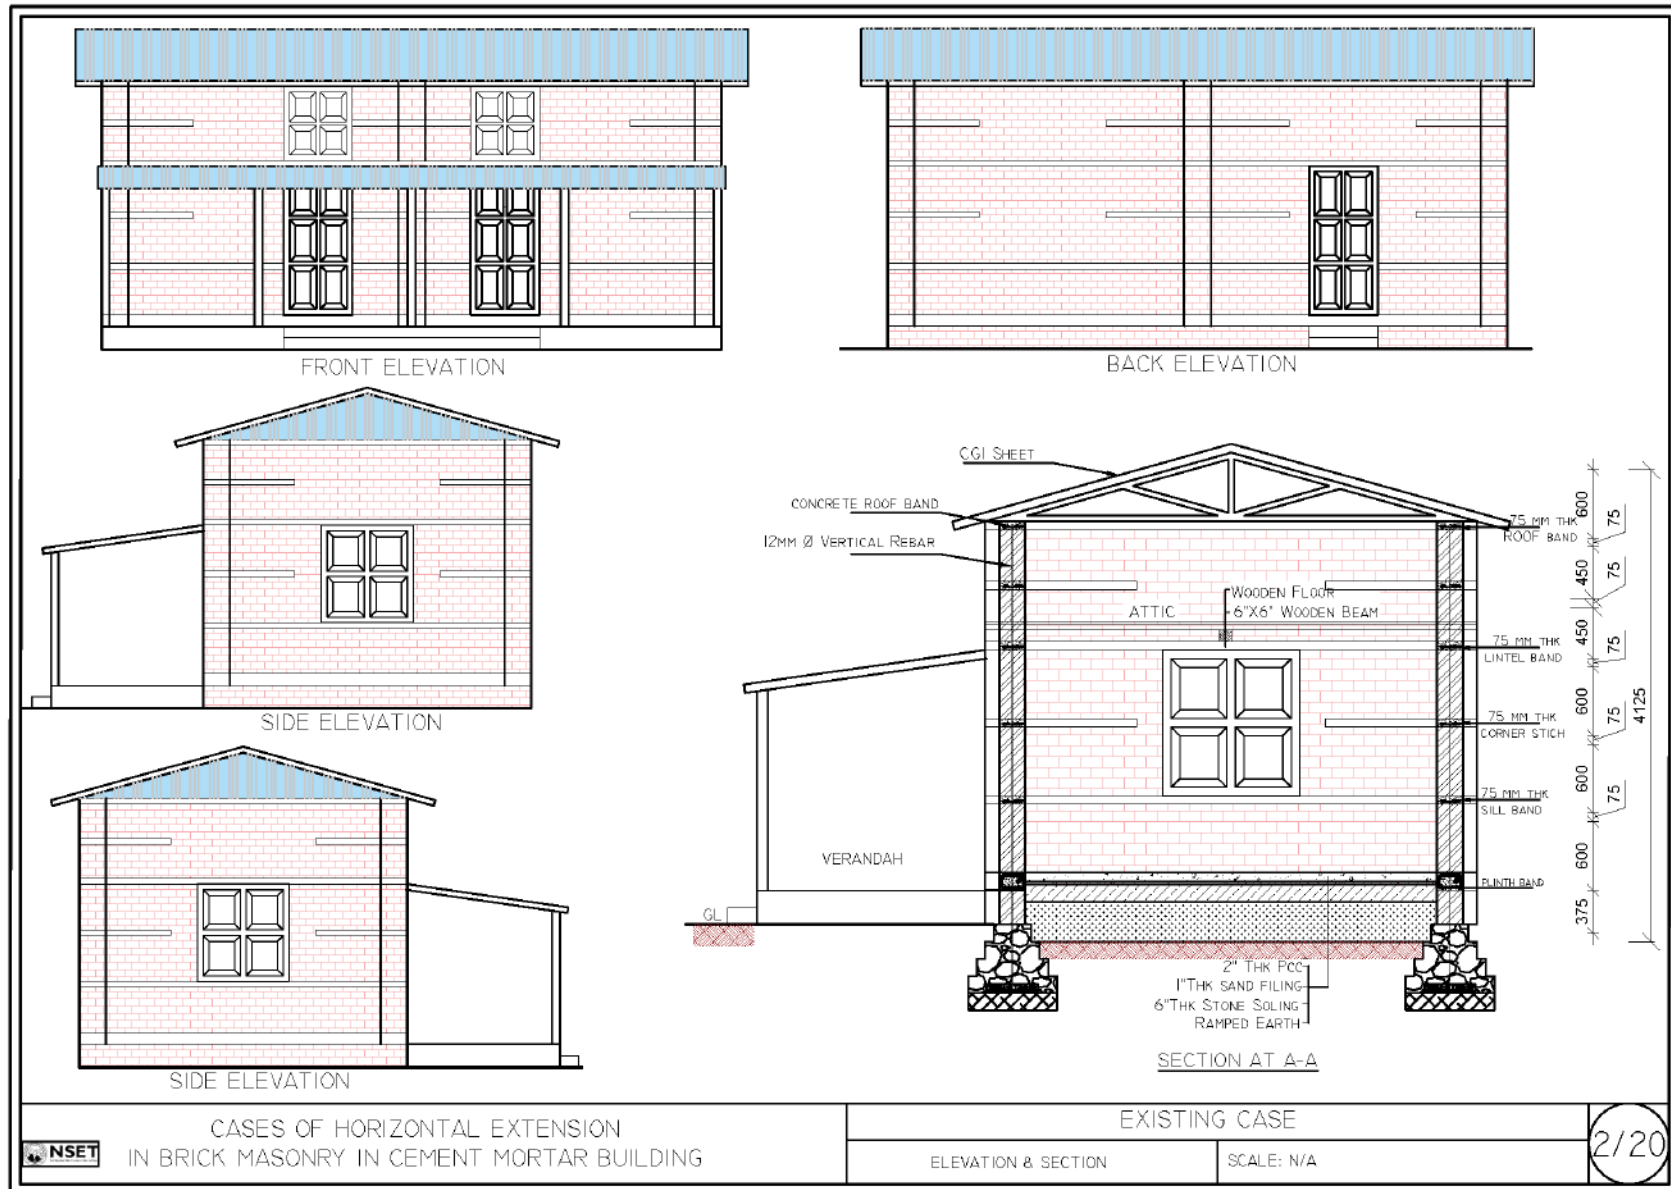 FRONT ELEVATION
BACK ELEVATION
SIDE ELEVATION
SIDE ELEVATION
CGI SHEET
CONCRETE ROOF BAND
12MM Ø VERTICAL REBAR
ATTIC
WOODEN FLOOR
6"X6" WOODEN BEAM
VERANDAH
GL
75 MM THK
ROOF BAND
75 MM THK
LINTEL BAND
75 MM THK
CORNER STICH
75 MM THK
SILL BAND
PLINTH BAND
600
75
450
75
450
75
600
75
600
75
600
375
4125
2" THK PCC
1"THK SAND FILING
6"THK STONE SOLING
RAMPED EARTH
SECTION AT A-A
NSET
CASES OF HORIZONTAL EXTENSION
IN BRICK MASONRY IN CEMENT MORTAR BUILDING
EXISTING CASE
ELEVATION & SECTION
SCALE: N/A
2/20